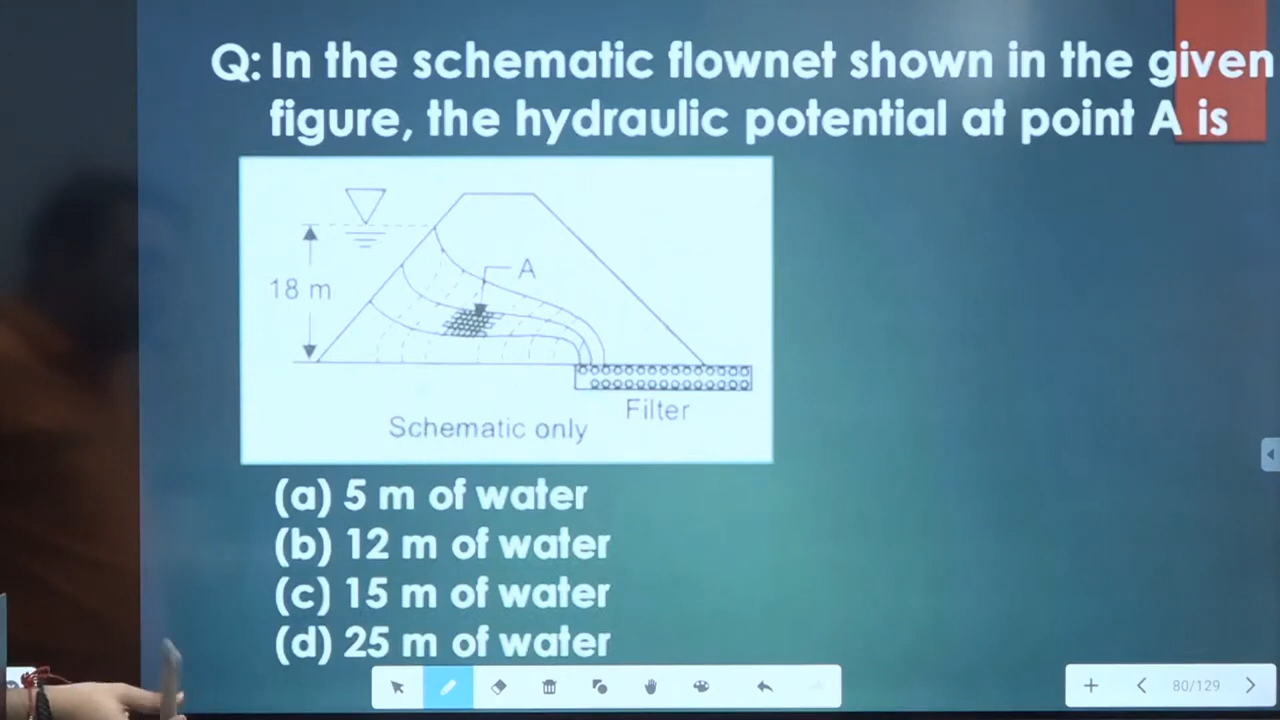 Q: In the schematic flownet shown in the given
figure, the hydraulic potential at point A is
A
18 m
Filter
Schematic only
(a) 5 m of water
(b) 12 m of water
(c) 15 m of water
(d) 25 m of water
80/129